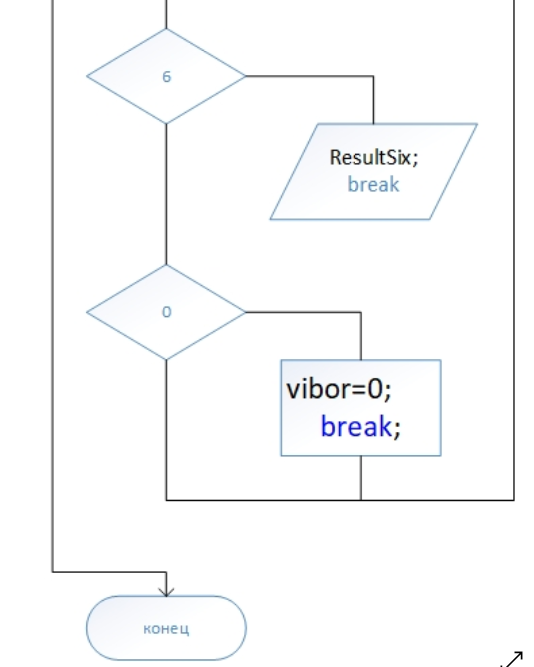 6
ResultSix;
break
0
vibor=0;
break;
конец